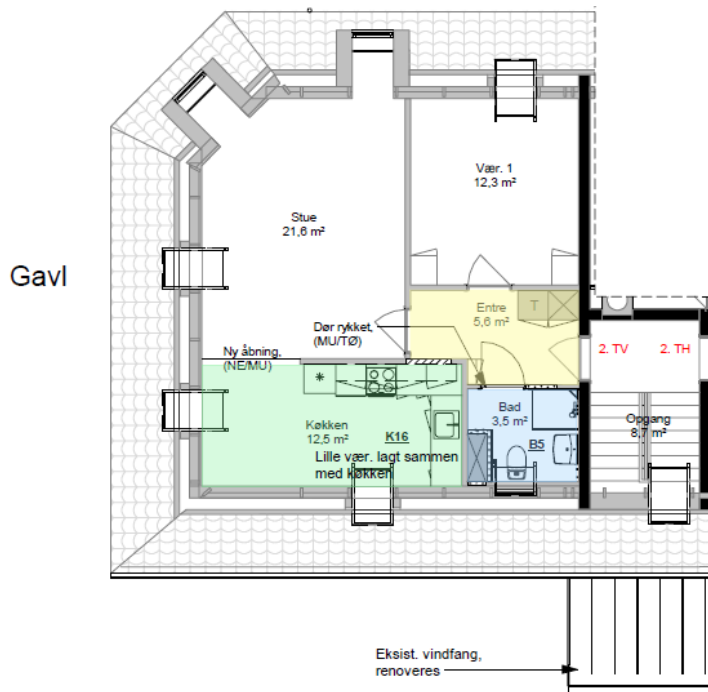 Vær. 1
12,3 m²
Stue
21,6 m²
Gavl
Entre
5,6 m²
T
Dør rykket,
(MU/TØ)
2. TV
2. TH
Ny åbning,
(NE/MU)
Køkken
12,5 m²
K16
Lille vær. lagt sammen
med køkken
Bad
3,5 m²
B5
Opgang
8,7 m²
Eksist. vindfang,
renoveres